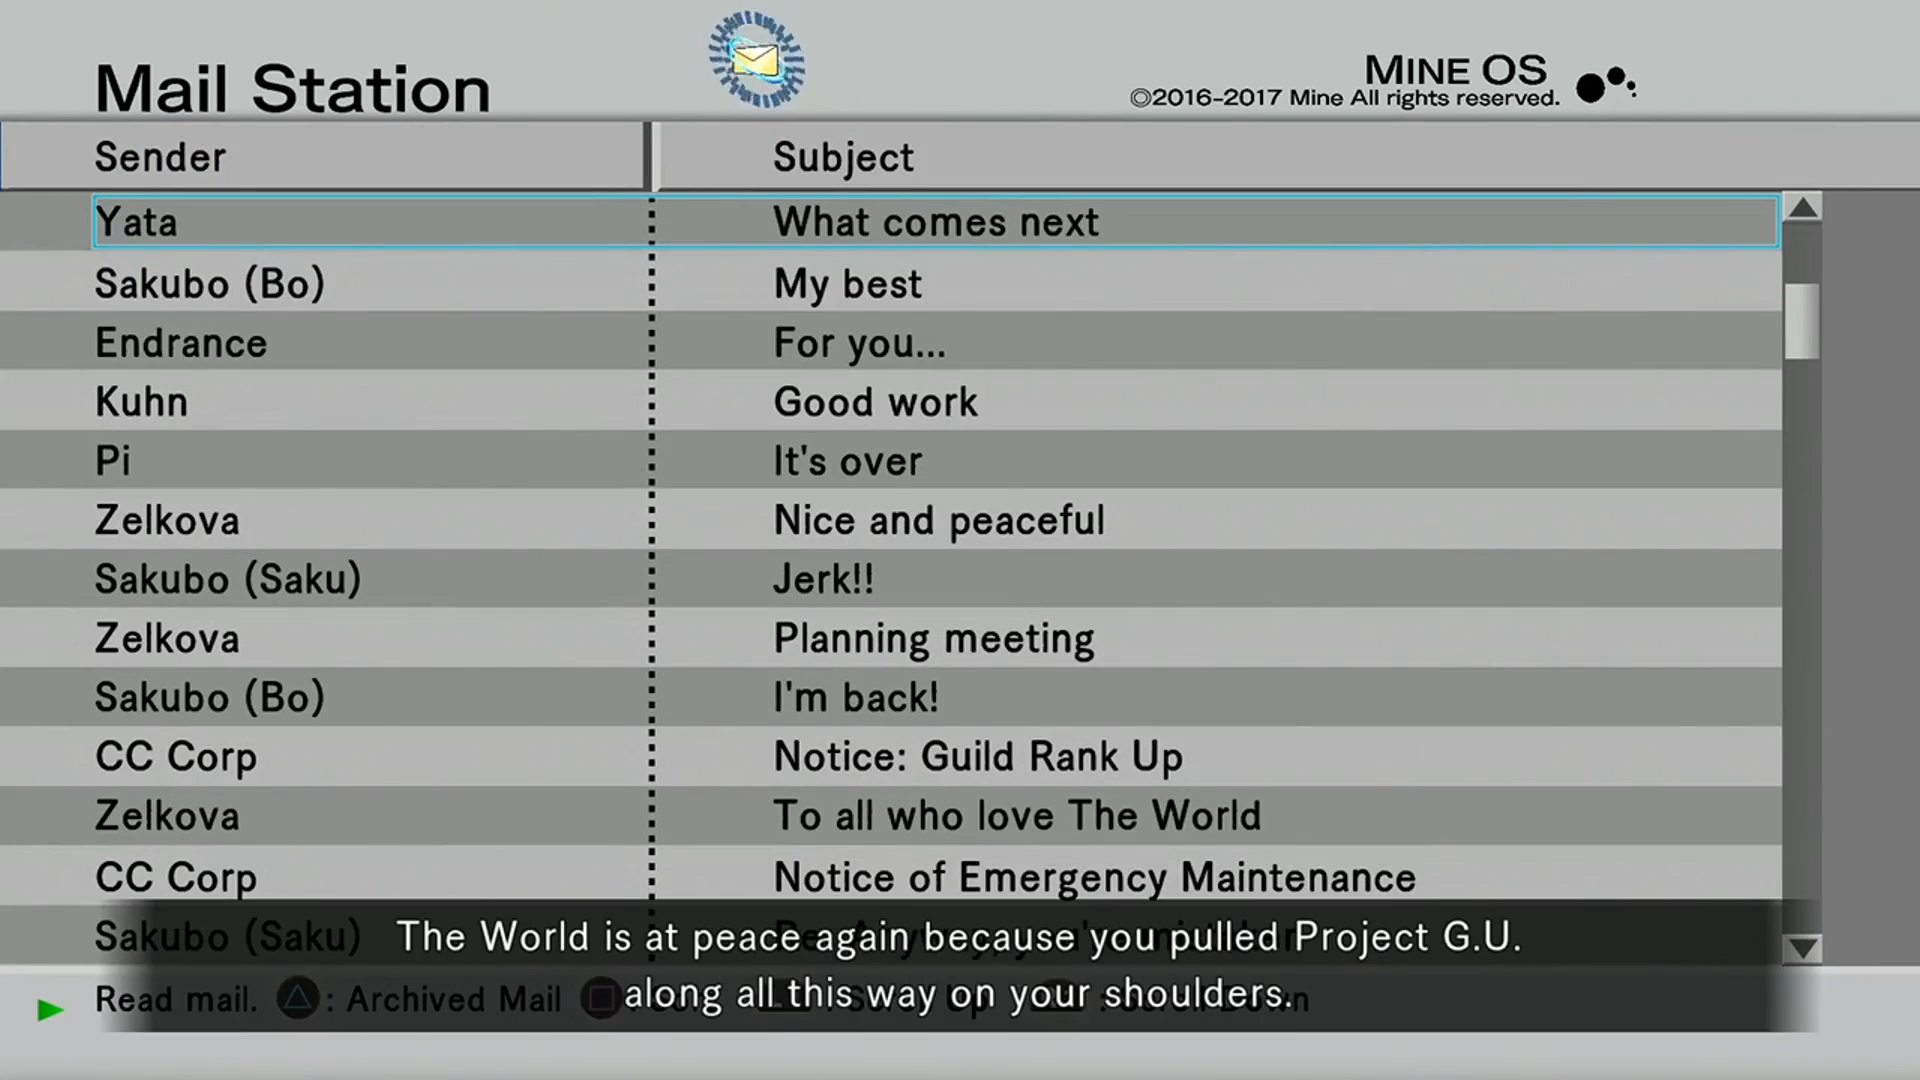 Mail Station
MINE OS
©2016-2017 Mine All rights reserved.
Sender Subject
Yata What comes next
Sakubo (Bo) My best
Endrance For you...
Kuhn Good work
Pi It's over
Zelkova Nice and peaceful
Sakubo (Saku) Jerk!!
Zelkova Planning meeting
Sakubo (Bo) I'm back!
CC Corp Notice: Guild Rank Up
Zelkova To all who love The World
CC Corp Notice of Emergency Maintenance
Sakubo (Saku)
The World is at peace again because you pulled Project G.U.
along all this way on your shoulders.
Read mail. : Archived Mail